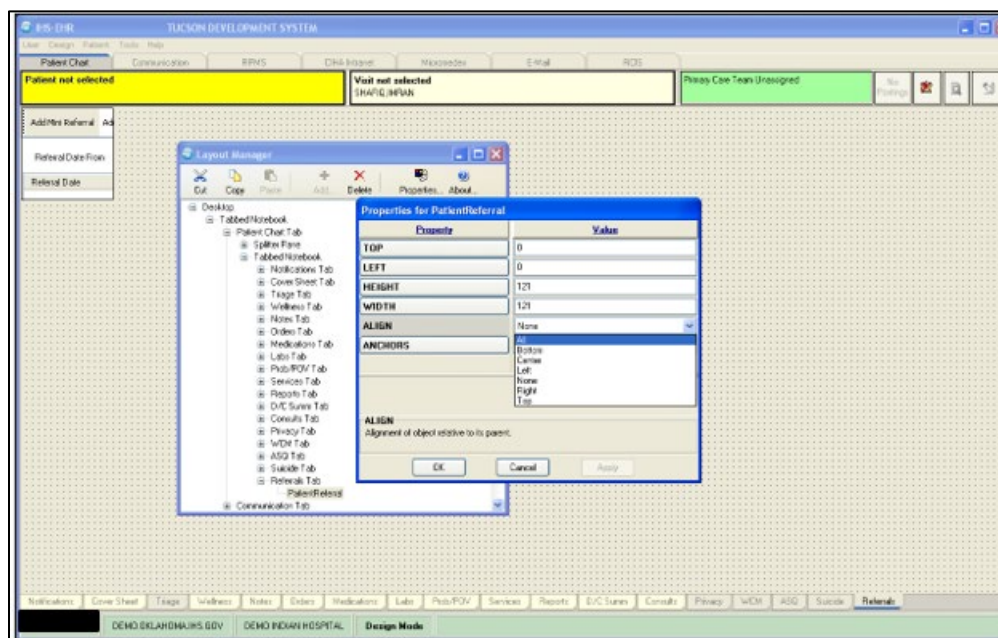 IHS-EHR TUCSON DEVELOPMENT SYSTEM
User Design Patient Tools Help
Patient Chart Communication RPMS CIHA Intranet Micromedex E-Mail RCIS
Patient not selected Visit not selected Primary Care Team Unassigned No Postings
SHAFIQ,IMRAN
Add Mini Referral Ad
Referral Date From
Referral Date
Layout Manager
Cut Copy Paste Add... Delete Properties... About...
Desktop
Tabbed Notebook
Patient Chart Tab
Splitter Pane
Tabbed Notebook
Notifications Tab
Cover Sheet Tab
Triage Tab
Wellness Tab
Notes Tab
Orders Tab
Medications Tab
Labs Tab
Prob/POV Tab
Services Tab
Reports Tab
D/C Summ Tab
Consults Tab
Privacy Tab
WCM Tab
ASQ Tab
Suicide Tab
Referrals Tab
PatientReferral
Communication Tab
Properties for PatientReferral
Property Value
TOP 0
LEFT 0
HEIGHT 121
WIDTH 121
ALIGN None
ANCHORS
All
Bottom
Center
Left
None
Right
Top
ALIGN
Alignment of object relative to its parent.
OK Cancel Apply
Notifications Cover Sheet Triage Wellness Notes Orders Medications Labs Prob/POV Services Reports D/C Summ Consults Privacy WCM ASQ Suicide Referrals
DEMO.OKLAHOMA.IHS.GOV DEMO INDIAN HOSPITAL Design Mode